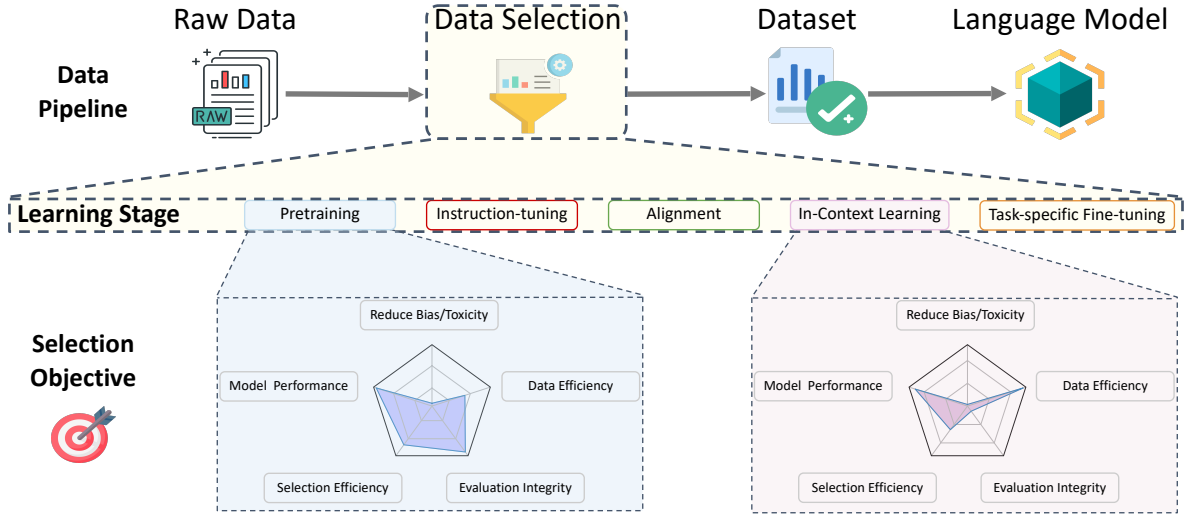 Raw Data
Data Selection
Dataset
Language Model
Data
Pipeline
RAW
Learning Stage
Pretraining
Instruction-tuning
Alignment
In-Context Learning
Task-specific Fine-tuning
Selection
Objective
Reduce Bias/Toxicity
Model Performance
Data Efficiency
Selection Efficiency
Evaluation Integrity
Reduce Bias/Toxicity
Model Performance
Data Efficiency
Selection Efficiency
Evaluation Integrity